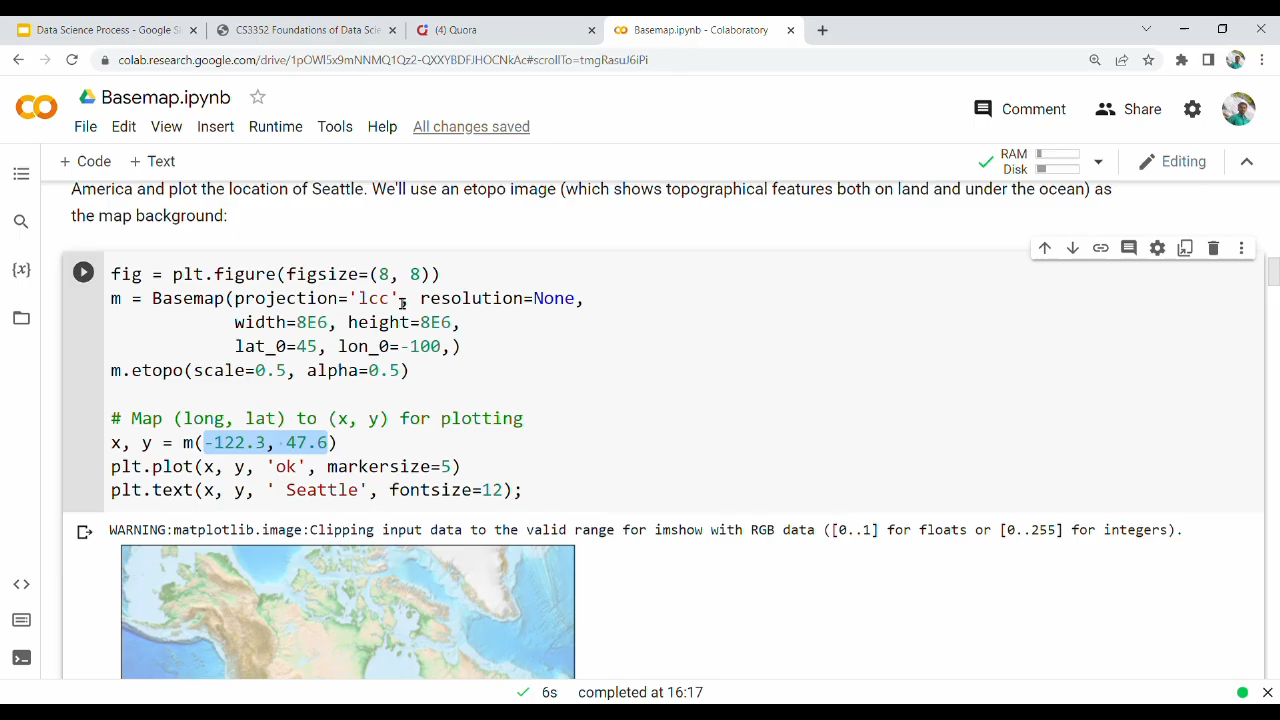 Data Science Process - Google S
CS3352 Foundations of Data Scie
(4) Quora
Basemap.ipynb - Colaboratory
colab.research.google.com/drive/1pOWl5x9mNNMQ1Qz2-QXXYBDFJHOCNkAc#scrollTo=tmgRasuJ6iPi
Basemap.ipynb
File Edit View Insert Runtime Tools Help All changes saved
Comment
Share
+ Code + Text
RAM
Disk
Editing
America and plot the location of Seattle. We'll use an etopo image (which shows topographical features both on land and under the ocean) as
the map background:
fig = plt.figure(figsize=(8, 8))
m = Basemap(projection='lcc', resolution=None,
            width=8E6, height=8E6,
            lat_0=45, lon_0=-100,)
m.etopo(scale=0.5, alpha=0.5)
# Map (long, lat) to (x, y) for plotting
x, y = m(-122.3, 47.6)
plt.plot(x, y, 'ok', markersize=5)
plt.text(x, y, ' Seattle', fontsize=12);
WARNING:matplotlib.image:Clipping input data to the valid range for imshow with RGB data ([0..1] for floats or [0..255] for integers).
6s completed at 16:17